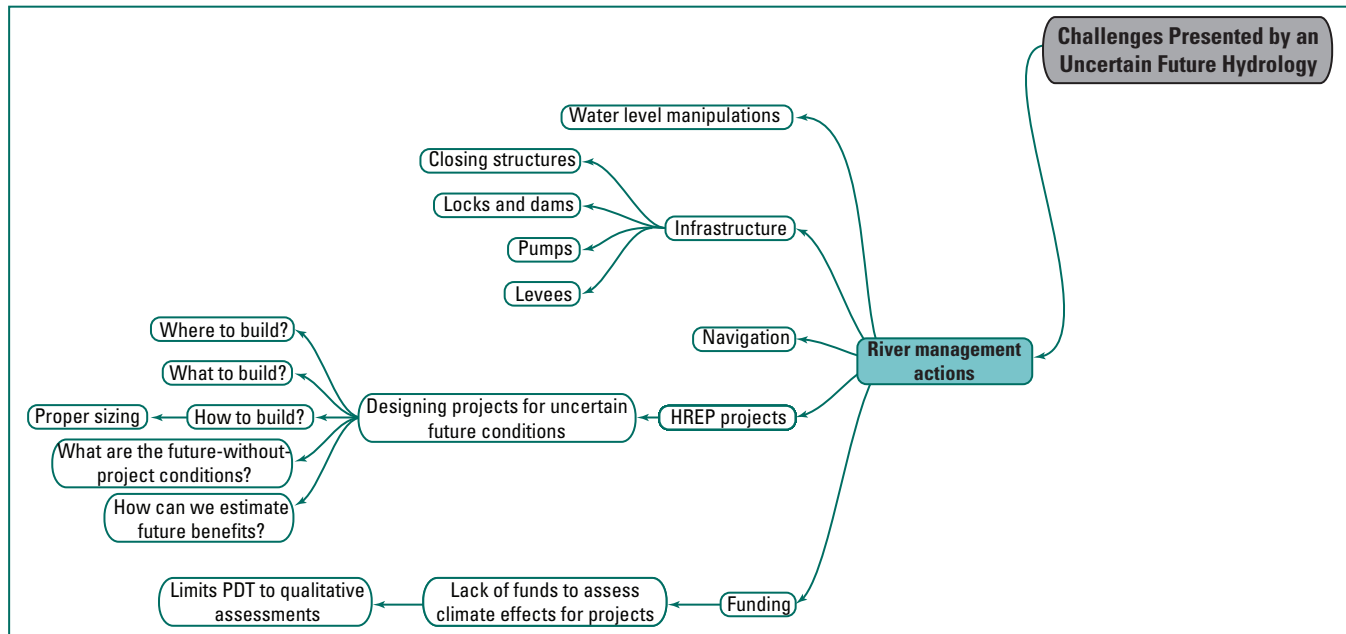 Challenges Presented by an
Uncertain Future Hydrology
Water level manipulations
Closing structures
Locks and dams
Infrastructure
Pumps
Levees
Where to build?
Navigation
River management
actions
What to build?
Designing projects for uncertain
future conditions
HREP projects
Proper sizing
How to build?
What are the future-without-
project conditions?
How can we estimate
future benefits?
Limits PDT to qualitative
assessments
Lack of funds to assess
climate effects for projects
Funding